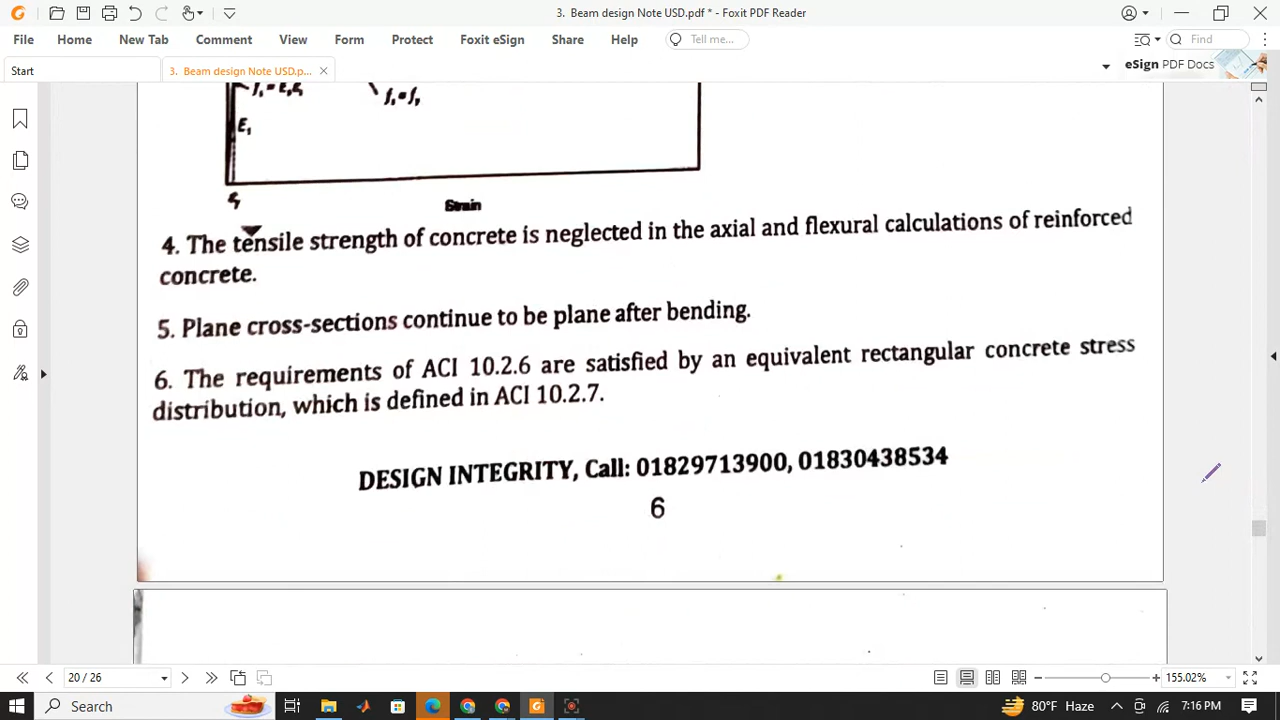 3. Beam design Note USD.pdf * - Foxit PDF Reader
File Home New Tab Comment View Form Protect Foxit eSign Share Help Tell me... Find
Start 3. Beam design Note USD.p... eSign PDF Docs
E₁
Strain
4. The tensile strength of concrete is neglected in the axial and flexural calculations of reinforced
concrete.
5. Plane cross-sections continue to be plane after bending.
6. The requirements of ACI 10.2.6 are satisfied by an equivalent rectangular concrete stress
distribution, which is defined in ACI 10.2.7.
DESIGN INTEGRITY, Call: 01829713900, 01830438534
6
20 / 26 155.02%
Search 80°F Haze 7:16 PM